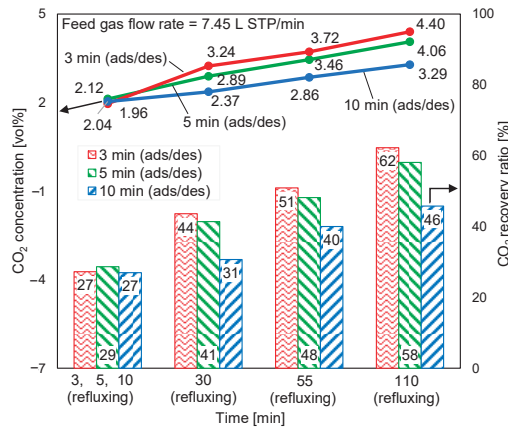 5
100
Feed gas flow rate = 7.45 L STP/min
4.40
3.72
3.24
3 min (ads/des)
2.12
2.89
3.46
4.06
80
3.29
2.86
2.37
1.96
2.04
5 min (ads/des)
10 min (ads/des)
2
CO2 concentration [vol%]
3 min (ads/des)
5 min (ads/des)
10 min (ads/des)
60
62
−1
51
44
46
40
40
CO2 recovery ratio [%]
−4
27
27
31
20
29
41
48
58
−7
0
3, 5, 10
30
55
110
(refluxing)
(refluxing)
(refluxing)
(refluxing)
Time [min]